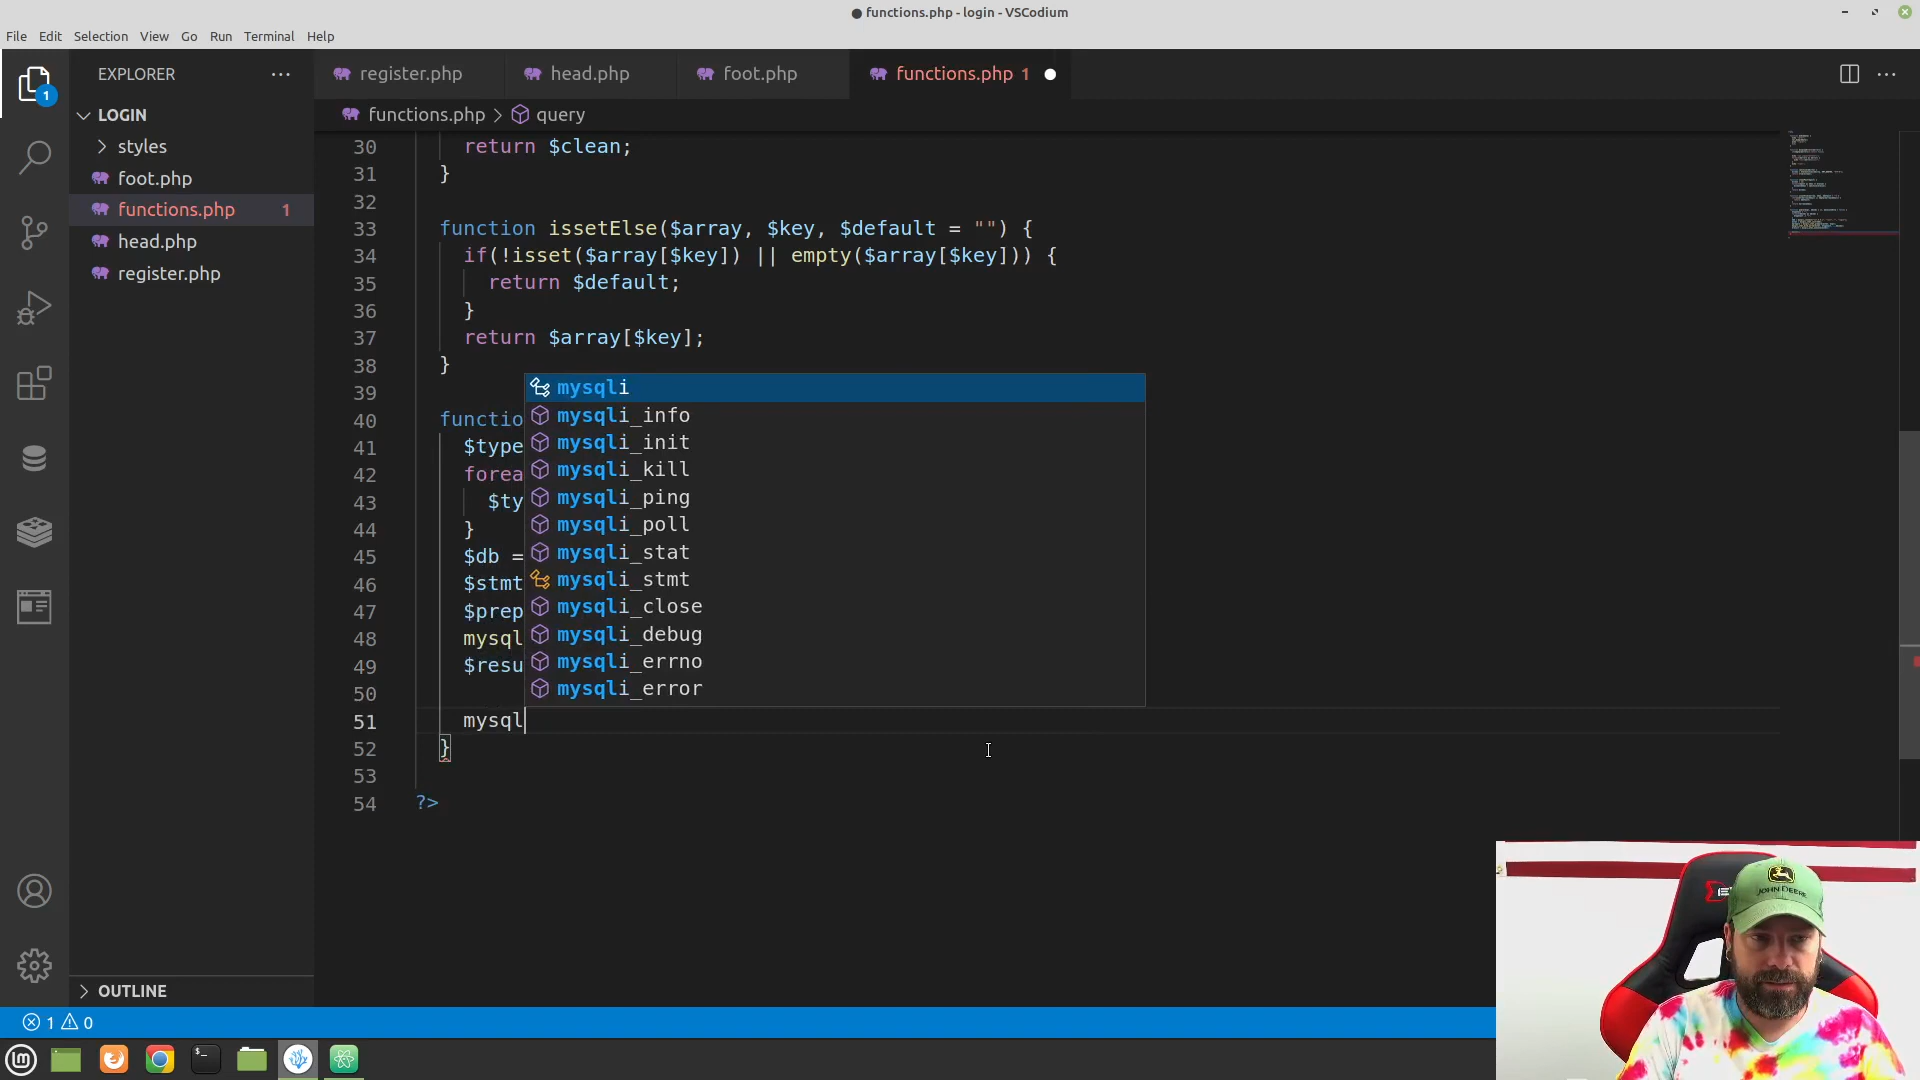 functions.php - login - VSCodium
File Edit Selection View Go Run Terminal Help
EXPLORER
register.php head.php foot.php functions.php 1
1
LOGIN
functions.php > query
styles
foot.php
functions.php 1
head.php
register.php
30 return $clean;
31 }
32
33 function issetElse($array, $key, $default = "") {
34 if(!isset($array[$key]) || empty($array[$key])) {
35 return $default;
36 }
37 return $array[$key];
38 }
39
40 functio
41 $type
42 forea
43 $ty
44 }
45 $db =
46 $stmt
47 $prep
48 mysql
49 $resu
50
51 mysql
52 }
53
54 ?>
mysqli
mysqli_info
mysqli_init
mysqli_kill
mysqli_ping
mysqli_poll
mysqli_stat
mysqli_stmt
mysqli_close
mysqli_debug
mysqli_errno
mysqli_error
OUTLINE
1 0
JOHN DEERE